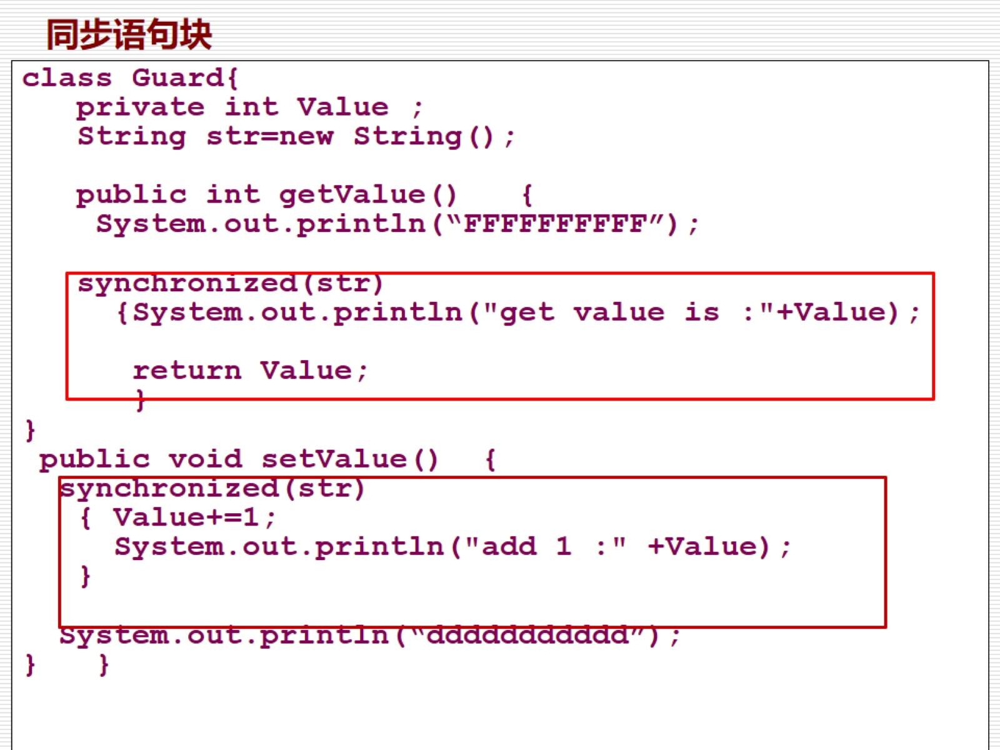 同步语句块
class Guard{
private int Value ;
String str=new String();
public int getValue() {
System.out.println(“FFFFFFFFFF”);
synchronized(str)
{System.out.println("get value is :"+Value);
return Value;
}
}
public void setValue() {
synchronized(str)
{ Value+=1;
System.out.println("add 1 :" +Value);
}
System.out.println(“ddddddddddd”);
} }